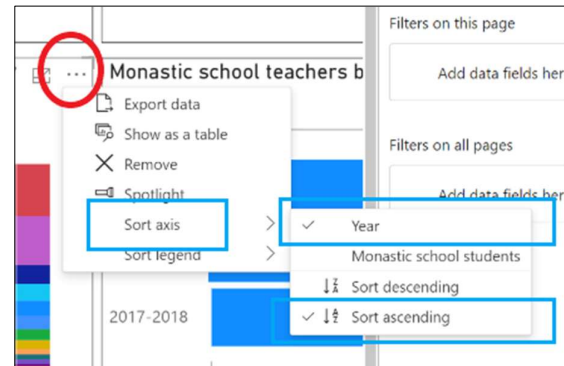 Filters on this page
Monastic school teachers b
Add data fields her
Export data
Show as a table
Remove
Filters on all pages
Spotlight
Add data fields her
Sort axis
Year
Sort legend
Monastic school students
Sort descending
2017-2018
Sort ascending